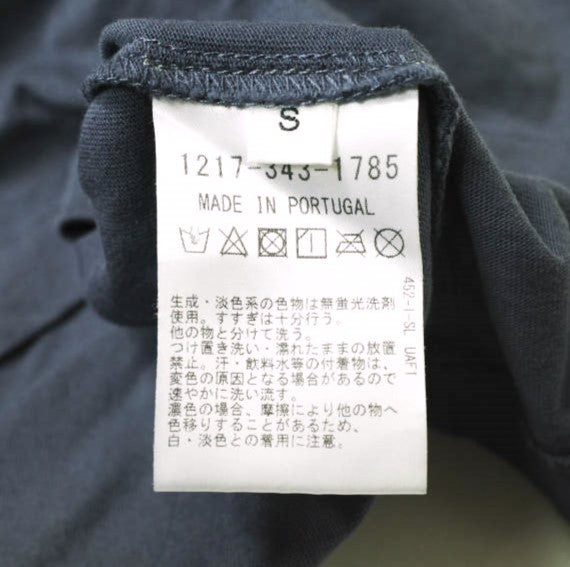 S
1217-343-1785
MADE IN PORTUGAL
生成・淡色系の色物は無蛍光洗剤
使用。すすぎは十分行う。
他の物と分けて洗う。
つけ置き洗い・濡れたままの放置
禁止。汗・飲料水等の付着物は、
変色の原因となる場合があるので
速やかに洗い流す。
濃色の場合、摩擦により他の物へ
色移りすることがあるため、
白・淡色との着用に注意。
452-I-SL UAF1